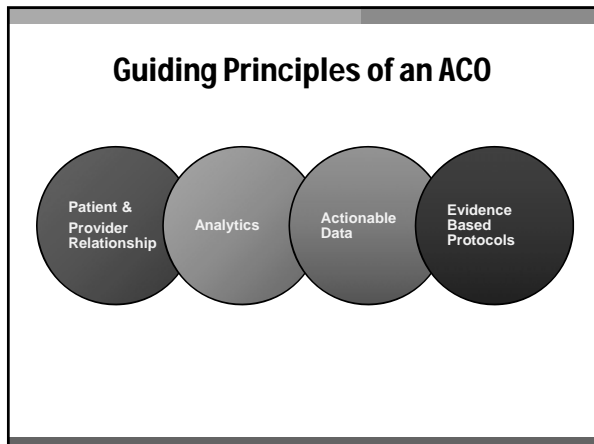 Guiding Principles of an ACO
Patient &
Provider
Relationship
Analytics
Actionable
Data
Evidence
Based
Protocols